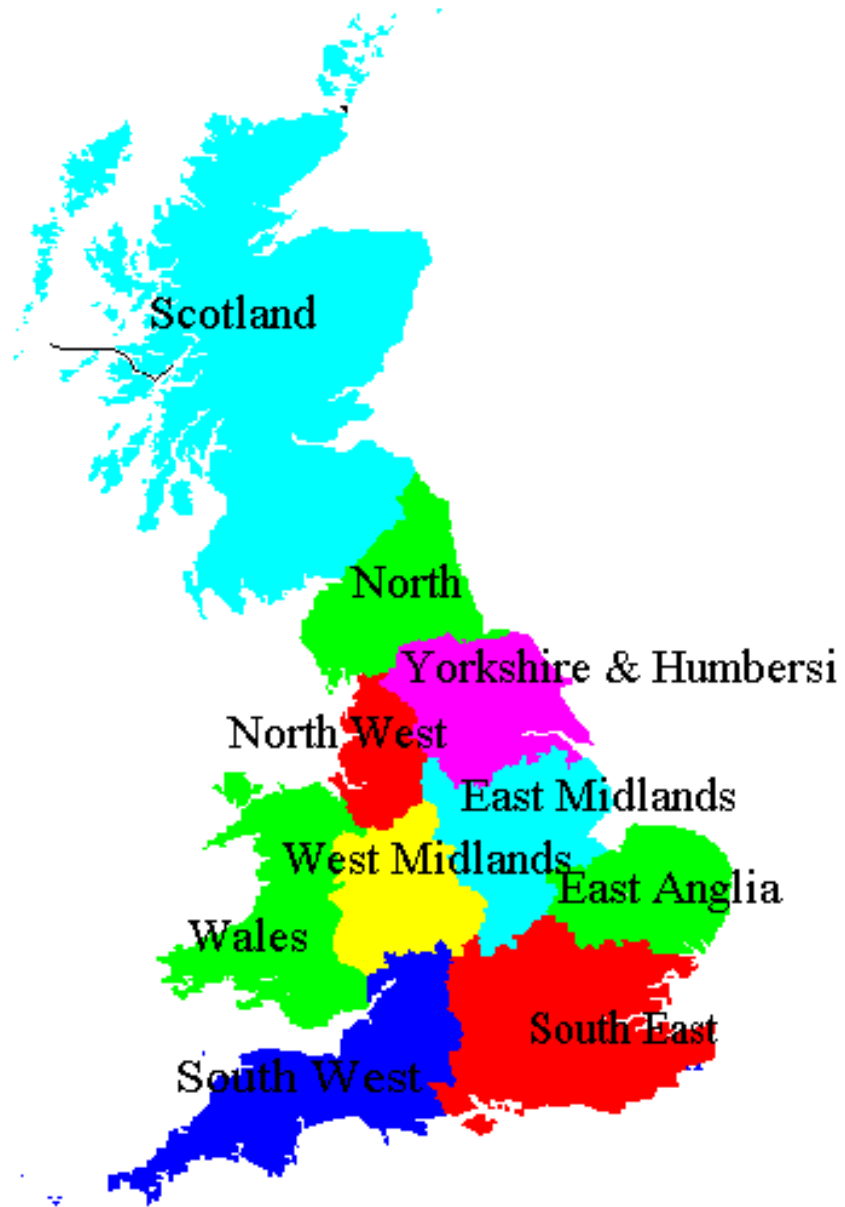 Scotland
North
Yorkshire & Humbersi
North West
East Midlands
West Midlands
East Anglia
Wales
South East
South West